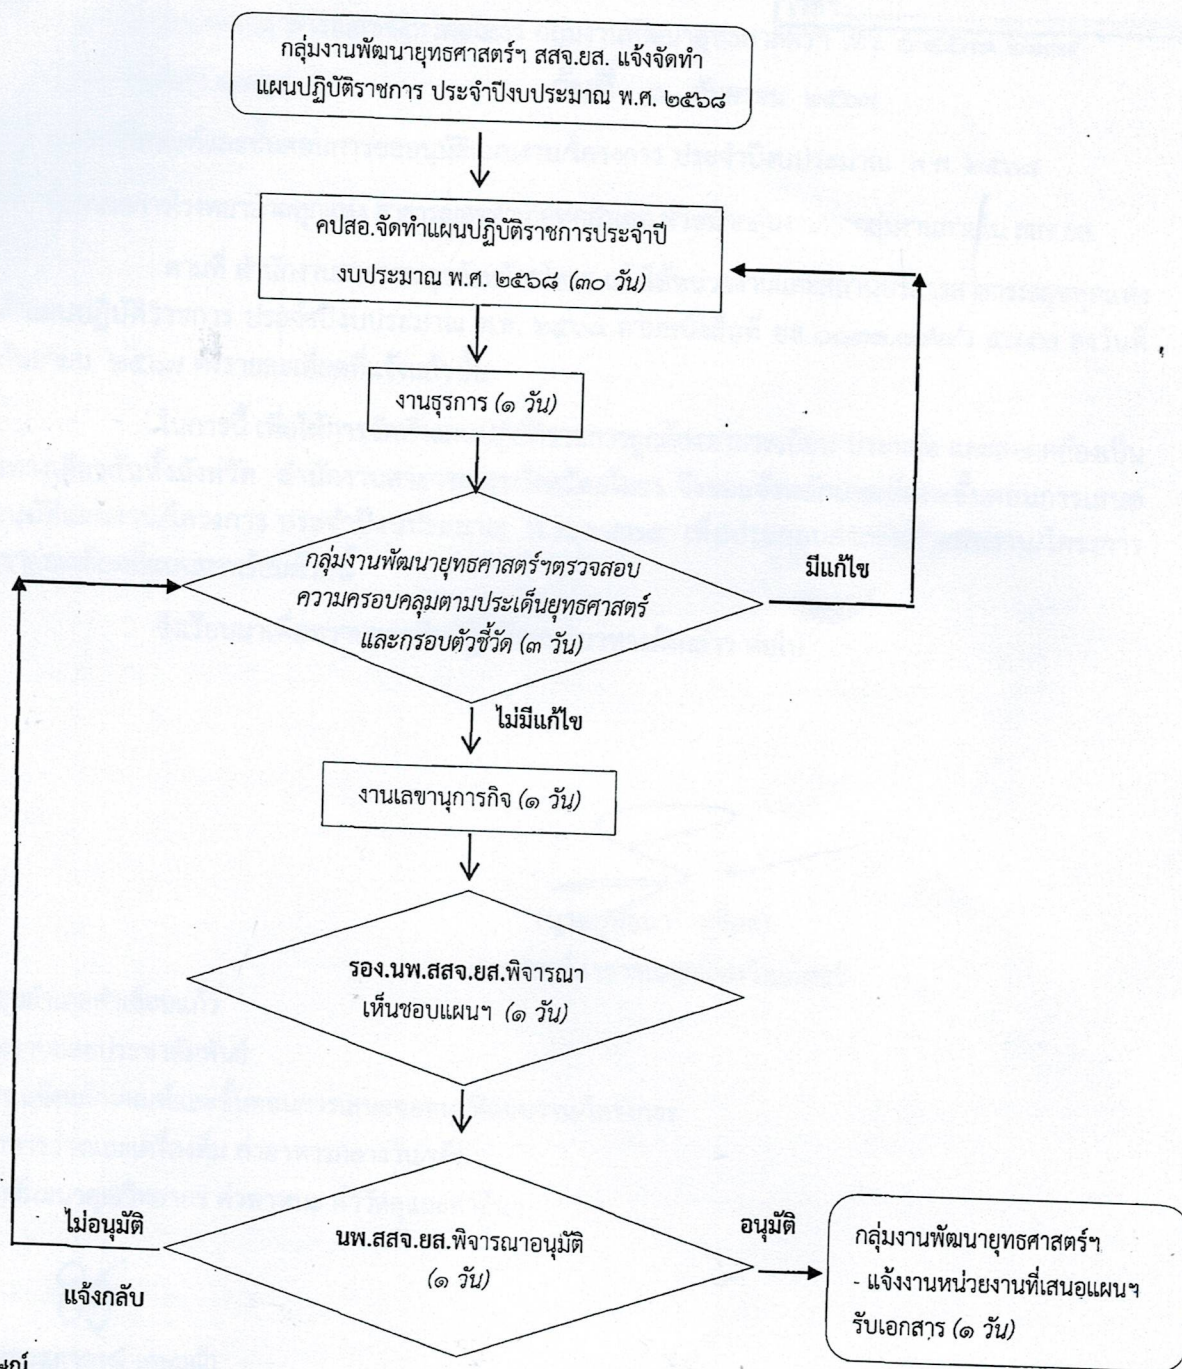 กลุ่มงานพัฒนายุทธศาสตร์ฯ สสจ.ยส. แจ้งจัดทำ
แผนปฏิบัติราชการ ประจำปีงบประมาณ พ.ศ. ๒๕๖๘
คปสอ.จัดทำแผนปฏิบัติราชการประจำปี
งบประมาณ พ.ศ. ๒๕๖๘ (๓๐ วัน)
งานธุรการ (๑ วัน)
กลุ่มงานพัฒนายุทธศาสตร์ฯตรวจสอบ
ความครอบคลุมตามประเด็นยุทธศาสตร์
และกรอบตัวชี้วัด (๓ วัน)
มีแก้ไข
ไม่มีแก้ไข
งานเลขานุการกิจ (๑ วัน)
รอง.นพ.สสจ.ยส.พิจารณา
เห็นชอบแผนฯ (๑ วัน)
ไม่อนุมัติ
แจ้งกลับ
นพ.สสจ.ยส.พิจารณาอนุมัติ
(๑ วัน)
อนุมัติ
กลุ่มงานพัฒนายุทธศาสตร์ฯ
- แจ้งงานหน่วยงานที่เสนอแผนฯ
รับเอกสาร (๑ วัน)